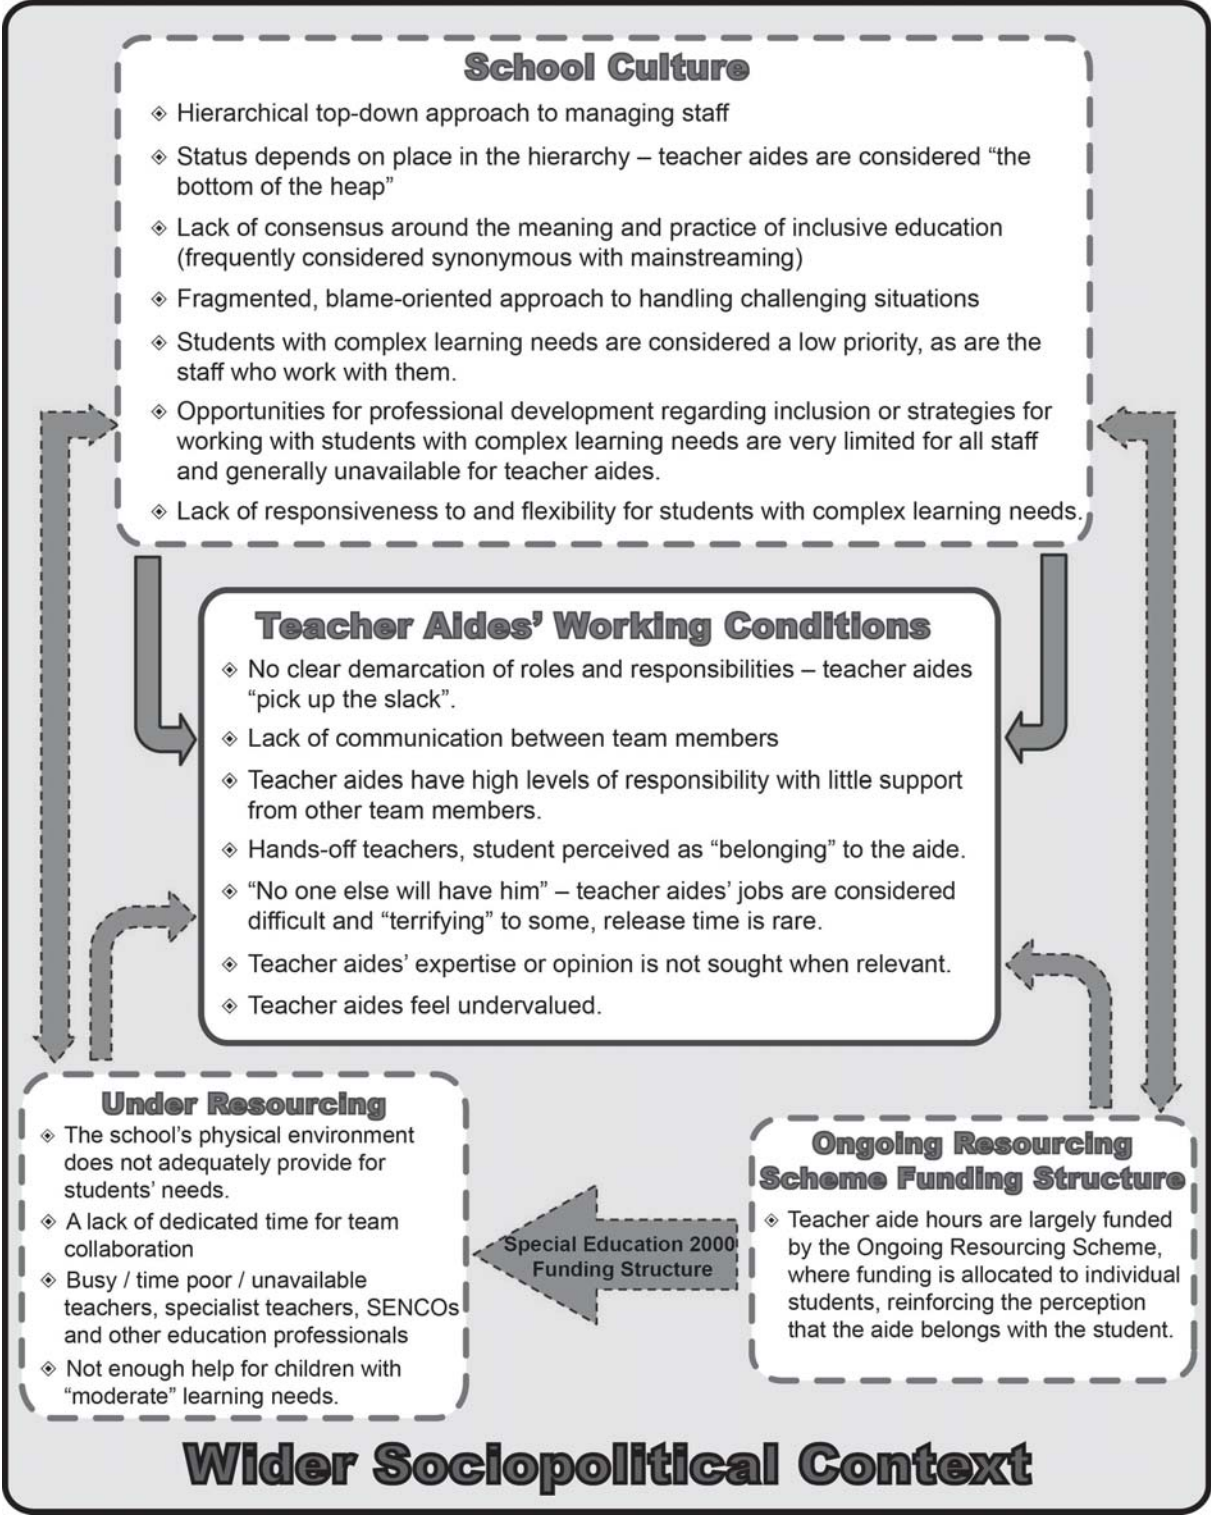 School Culture
◈ Hierarchical top-down approach to managing staff
◈ Status depends on place in the hierarchy – teacher aides are considered “the
bottom of the heap”
◈ Lack of consensus around the meaning and practice of inclusive education
(frequently considered synonymous with mainstreaming)
◈ Fragmented, blame-oriented approach to handling challenging situations
◈ Students with complex learning needs are considered a low priority, as are the
staff who work with them.
◈ Opportunities for professional development regarding inclusion or strategies for
working with students with complex learning needs are very limited for all staff
and generally unavailable for teacher aides.
◈ Lack of responsiveness to and flexibility for students with complex learning needs.
Teacher Aides’ Working Conditions
◈ No clear demarcation of roles and responsibilities – teacher aides
“pick up the slack”.
◈ Lack of communication between team members
◈ Teacher aides have high levels of responsibility with little support
from other team members.
◈ Hands-off teachers, student perceived as “belonging” to the aide.
◈ “No one else will have him” – teacher aides’ jobs are considered
difficult and “terrifying” to some, release time is rare.
◈ Teacher aides’ expertise or opinion is not sought when relevant.
◈ Teacher aides feel undervalued.
Under Resourcing
◈ The school’s physical environment
does not adequately provide for
students’ needs.
◈ A lack of dedicated time for team
collaboration
◈ Busy / time poor / unavailable
teachers, specialist teachers, SENCOs
and other education professionals
◈ Not enough help for children with
“moderate” learning needs.
Special Education 2000
Funding Structure
Ongoing Resourcing
Scheme Funding Structure
◈ Teacher aide hours are largely funded
by the Ongoing Resourcing Scheme,
where funding is allocated to individual
students, reinforcing the perception
that the aide belongs with the student.
Wider Sociopolitical Context